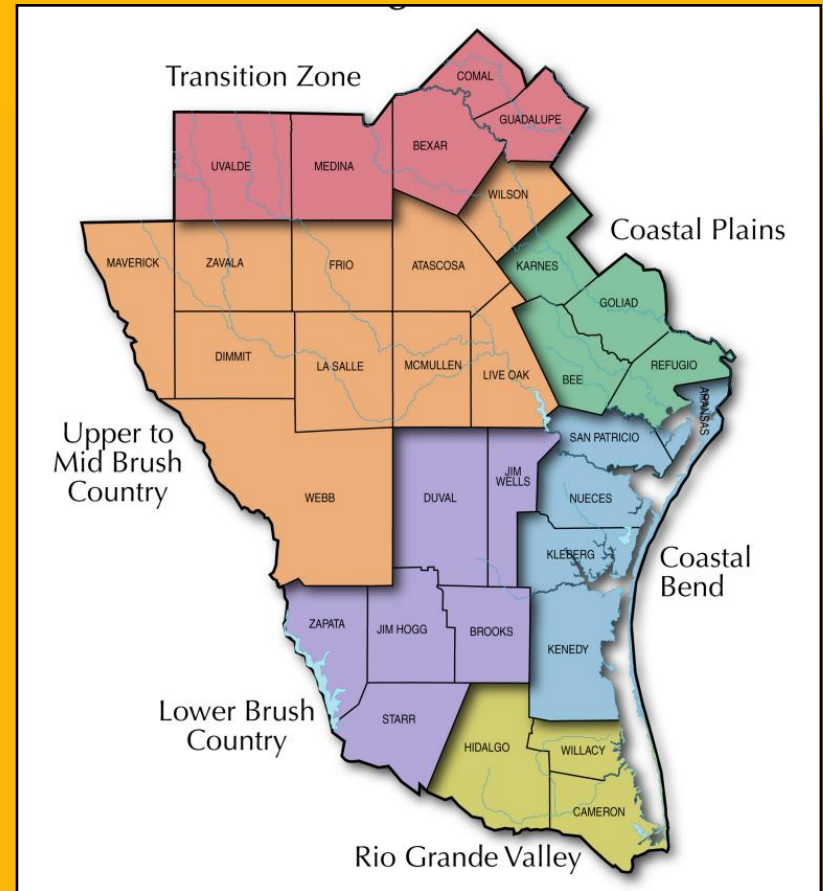 Transition Zone
COMAL
GUADALUPE
BEXAR
UVALDE
MEDINA
WILSON
Coastal Plains
MAVERICK
ZAVALA
FRIO
ATASCOSA
KARNES
GOLIAD
DIMMIT
LA SALLE
MCMULLEN
LIVE OAK
BEE
REFUGIO
ARANSAS
Upper to
Mid Brush
Country
SAN PATRICIO
WEBB
DUVAL
JIM
WELLS
NUECES
KLEBERG
Coastal
Bend
ZAPATA
JIM HOGG
BROOKS
KENEDY
Lower Brush
Country
STARR
HIDALGO
WILLACY
CAMERON
Rio Grande Valley